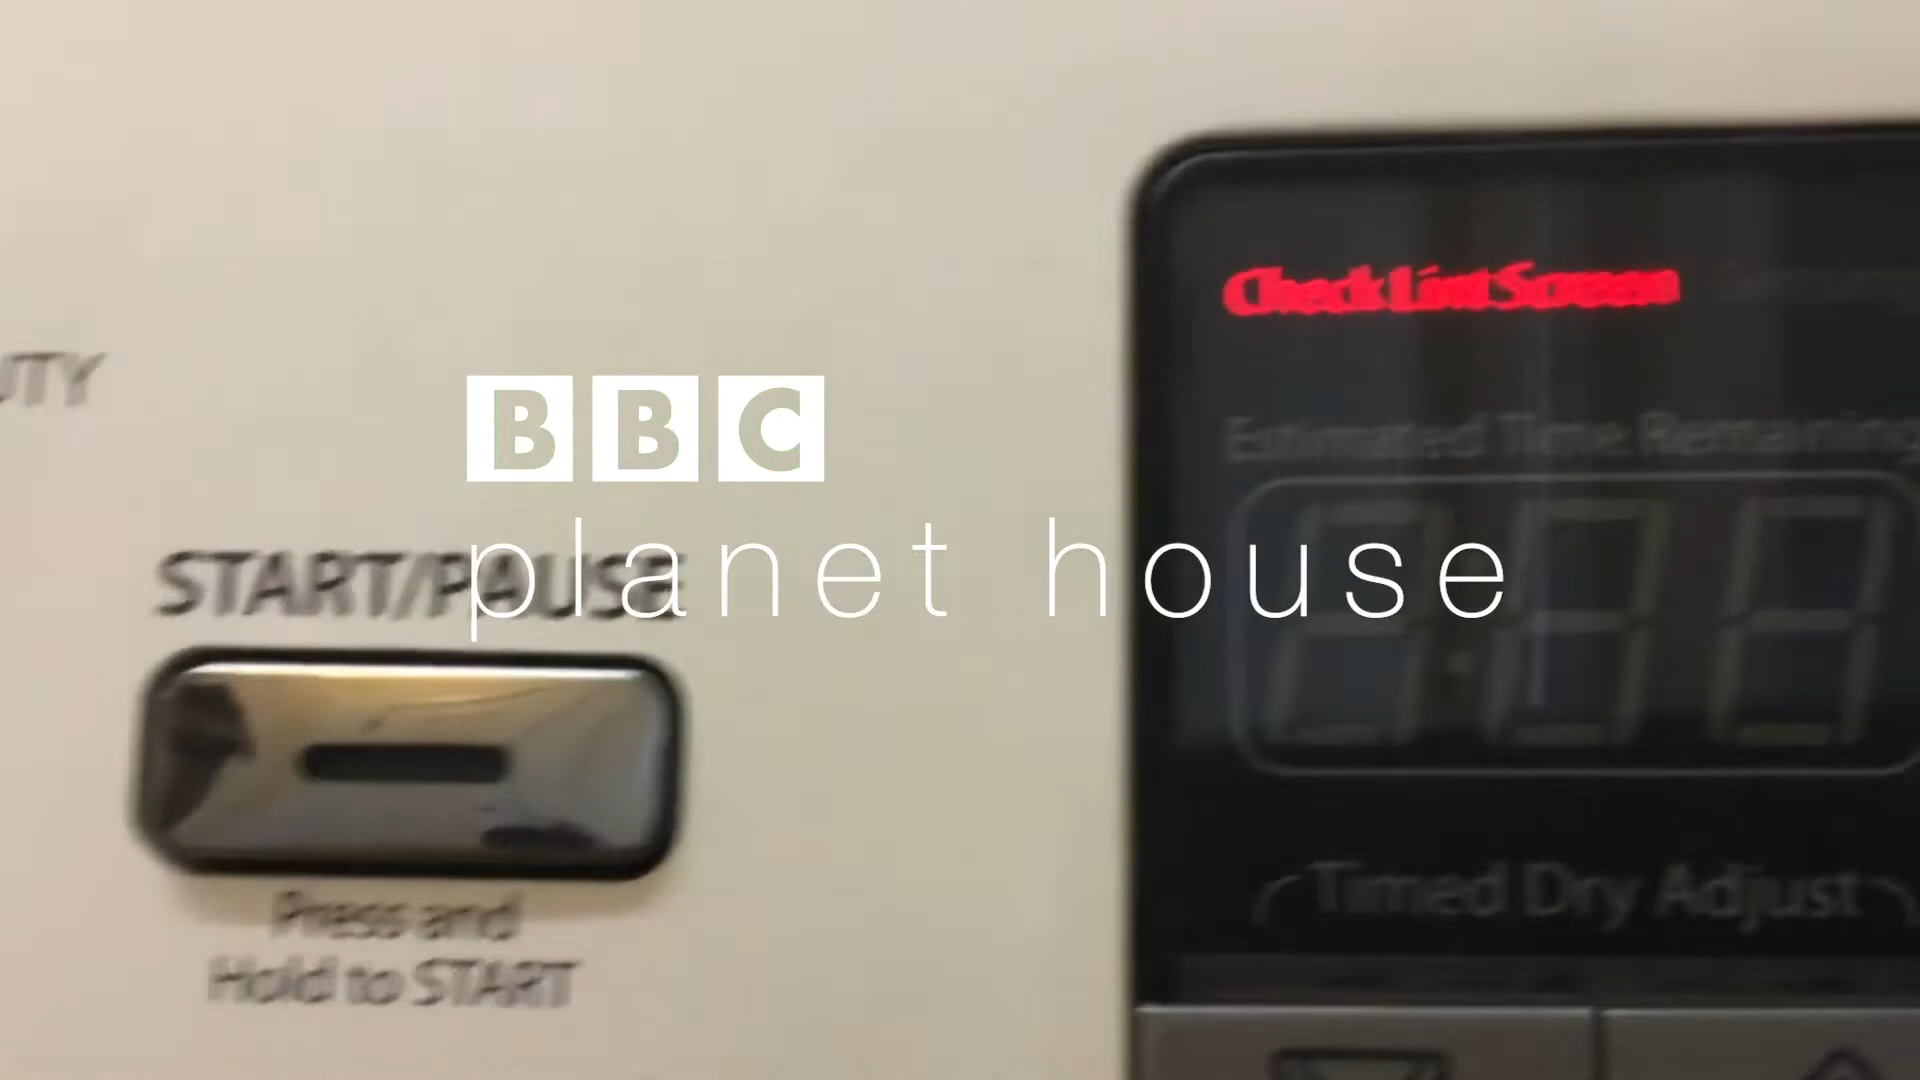 Check Lint Screen
UTY
BBC
Estimated Time Remaining
planet house
START/PAUSE
Timed Dry Adjust
Press and
Hold to START